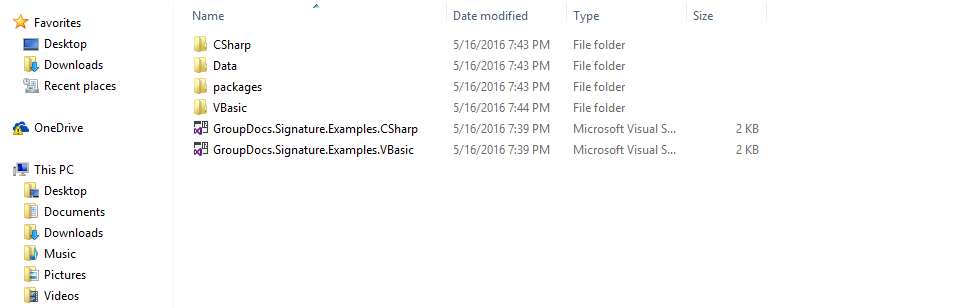 Favorites
Desktop
Downloads
Recent places
OneDrive
This PC
Desktop
Documents
Downloads
Music
Pictures
Videos
Name Date modified Type Size
CSharp 5/16/2016 7:43 PM File folder
Data 5/16/2016 7:43 PM File folder
packages 5/16/2016 7:43 PM File folder
VBasic 5/16/2016 7:44 PM File folder
GroupDocs.Signature.Examples.CSharp 5/16/2016 7:39 PM Microsoft Visual S... 2 KB
GroupDocs.Signature.Examples.VBasic 5/16/2016 7:39 PM Microsoft Visual S... 2 KB